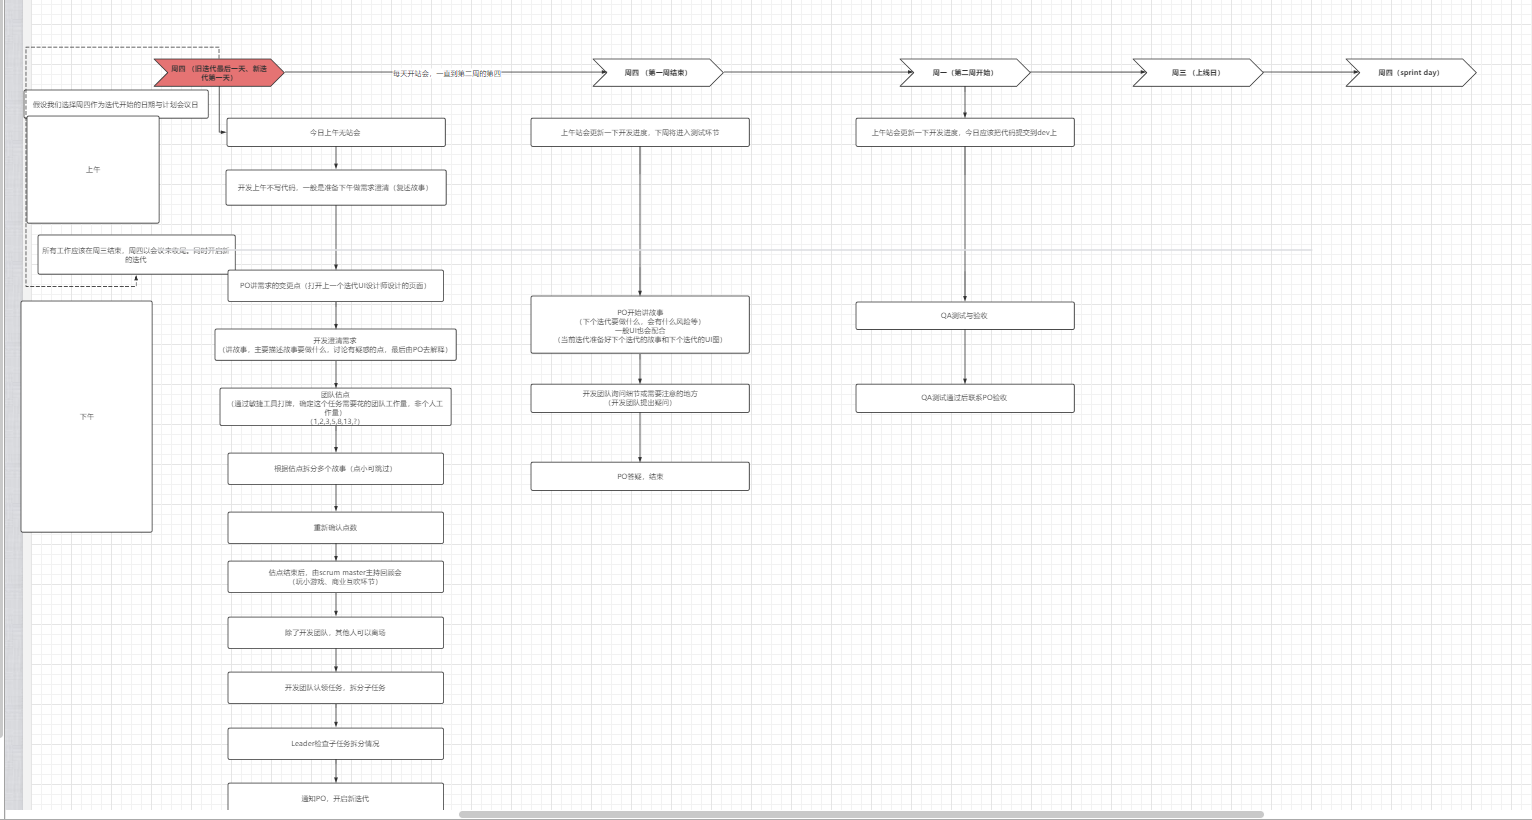 周四 （旧迭代最后一天、新迭
代第一天）
每天开站会，一直到第二周的第四
周四 （第一周结束）
周一（第二周开始）
周三 （上线日）
周四（sprint day）
假设我们选择周四作为迭代开始的日期与计划会议日
上午
所有工作应该在周三结束，周四以会议来收尾。同时开启新
的迭代
下午
今日上午无站会
开发上午不写代码，一般是准备下午做需求澄清（复述故事）
PO讲需求的变更点（打开上一个迭代UI设计师设计的页面）
开发澄清需求
（讲故事，主要描述故事要做什么，讨论有疑惑的点，最后由PO去解释）
团队估点
（通过敏捷工具打牌，确定这个任务需要花的团队工作量，非个人工
作量）
（1,2,3,5,8,13,?）
根据估点拆分多个故事（点小可跳过）
重新确认点数
估点结束后，由scrum master主持回顾会
（玩小游戏、商业互吹环节）
除了开发团队，其他人可以离场
开发团队认领任务，拆分子任务
Leader检查子任务拆分情况
通知PO，开启新迭代
上午站会更新一下开发进度，下周将进入测试环节
PO开始讲故事
（下个迭代要做什么，会有什么风险等）
一般UI也会配合
（当前迭代准备好下个迭代的故事和下个迭代的UI图）
开发团队询问细节或需要注意的地方
（开发团队提出疑问）
PO答疑，结束
上午站会更新一下开发进度，今日应该把代码提交到dev上
QA测试与验收
QA测试通过后联系PO验收